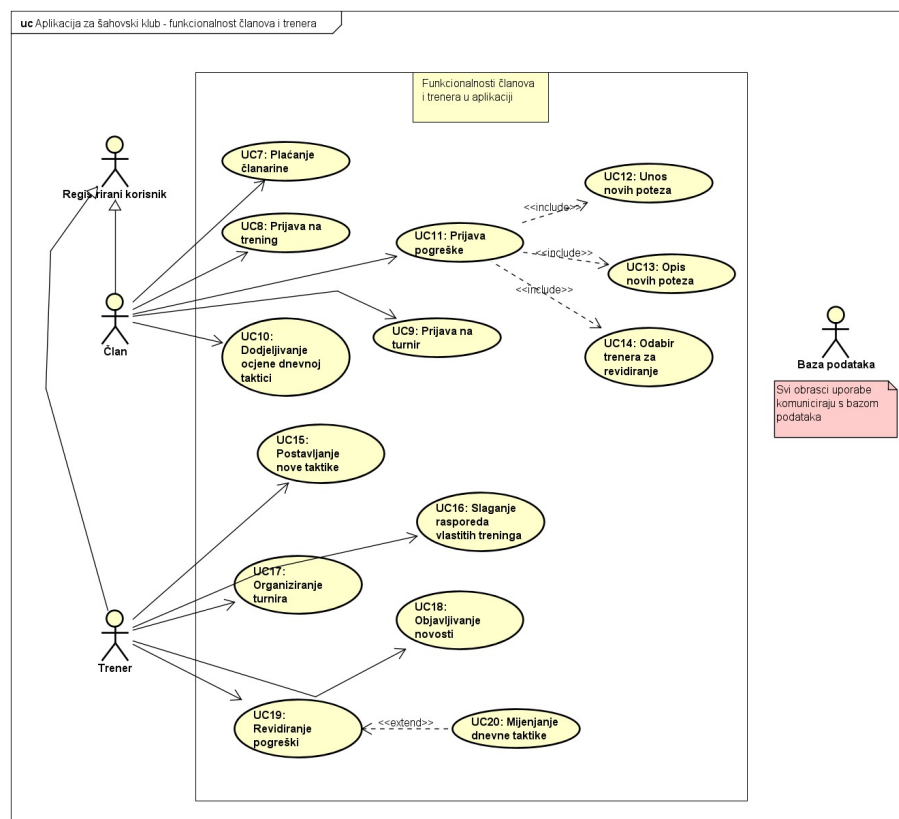 uc Aplikacija za šahovski klub - funkcionalnost članova i trenera
Funkcionalnosti članova
i trenera u aplikaciji
UC7: Plaćanje
članarine
Registrirani korisnik
UC12: Unos
novih poteza
<<include>>
UC8: Prijava na
trening
UC11: Prijava
pogreške
<<include>>
UC13: Opis
novih poteza
<<include>>
Član
UC10:
Dodjeljivanje
ocjene dnevnoj
taktici
UC9: Prijava na
turnir
UC14: Odabir
trenera za
revidiranje
Baza podataka
Svi obrasci uporabe
komuniciraju s bazom
podataka
UC15:
Postavljanje
nove taktike
UC16: Slaganje
rasporeda
vlastitih treninga
UC17:
Organiziranje
turnira
UC18:
Objavljivanje
novosti
Trener
UC19:
Revidiranje
pogreški
<<extend>>
UC20: Mijenjanje
dnevne taktike